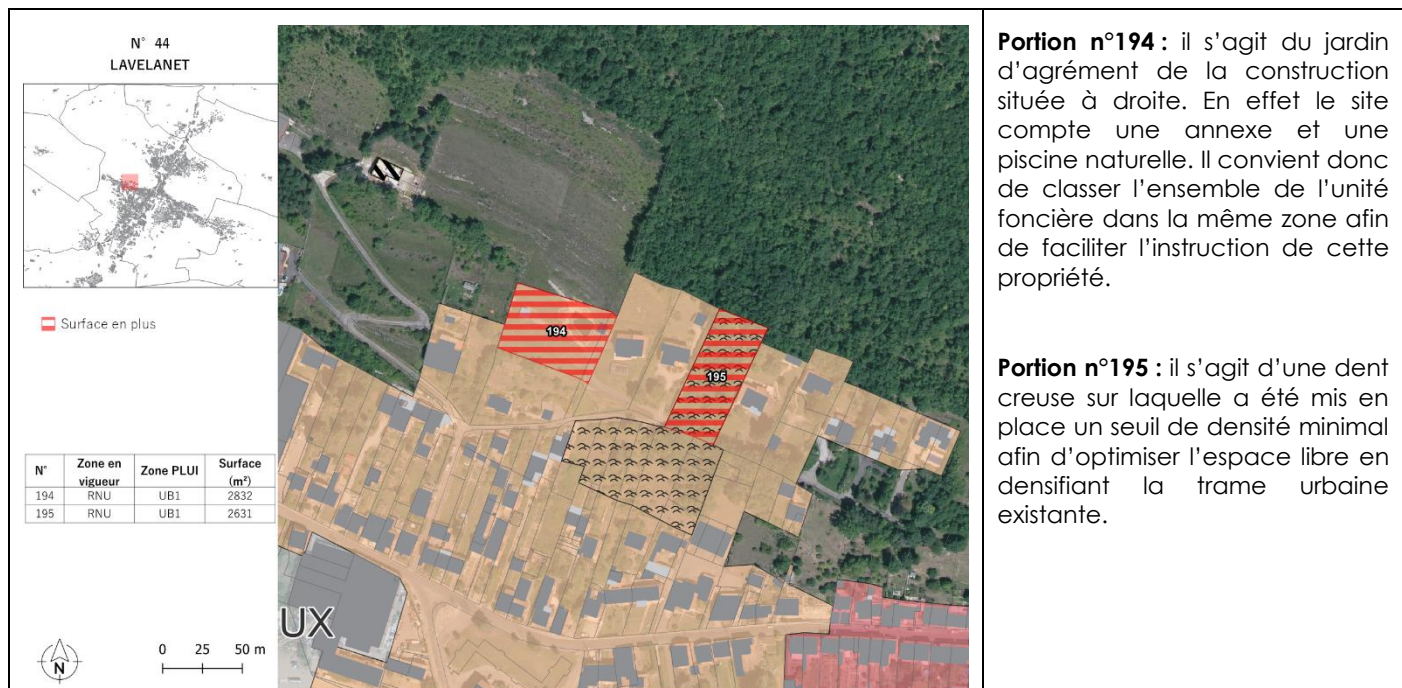 N° 44
LAVELANET
Surface en plus
N° Zone en vigueur Zone PLUI Surface (m²)
194 RNU UB1 2832
195 RNU UB1 2631
N
0 25 50 m
194
195
UX
Portion n°194 : il s’agit du jardin
d’agrément de la construction
située à droite. En effet le site
compte une annexe et une
piscine naturelle. Il convient donc
de classer l’ensemble de l’unité
foncière dans la même zone afin
de faciliter l’instruction de cette
propriété.
Portion n°195 : il s’agit d’une dent
creuse sur laquelle a été mis en
place un seuil de densité minimal
afin d’optimiser l’espace libre en
densifiant la trame urbaine
existante.